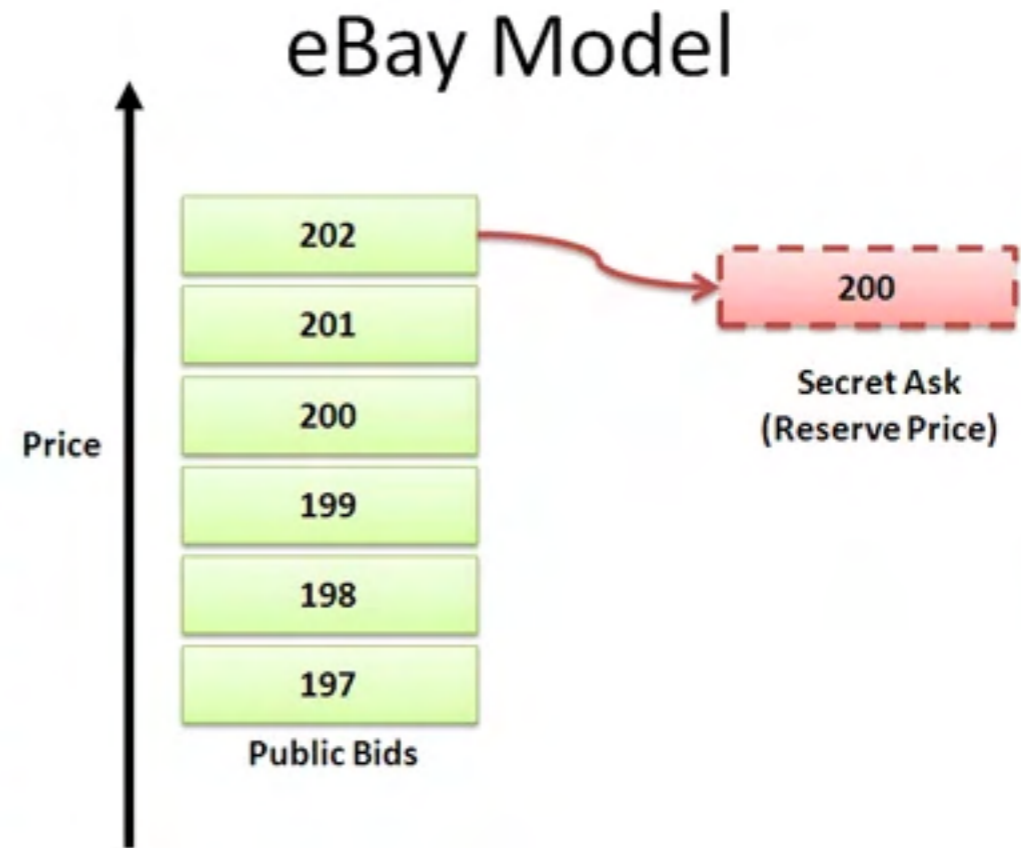 eBay Model
Price
202
201
200
199
198
197
Public Bids
200
Secret Ask
(Reserve Price)